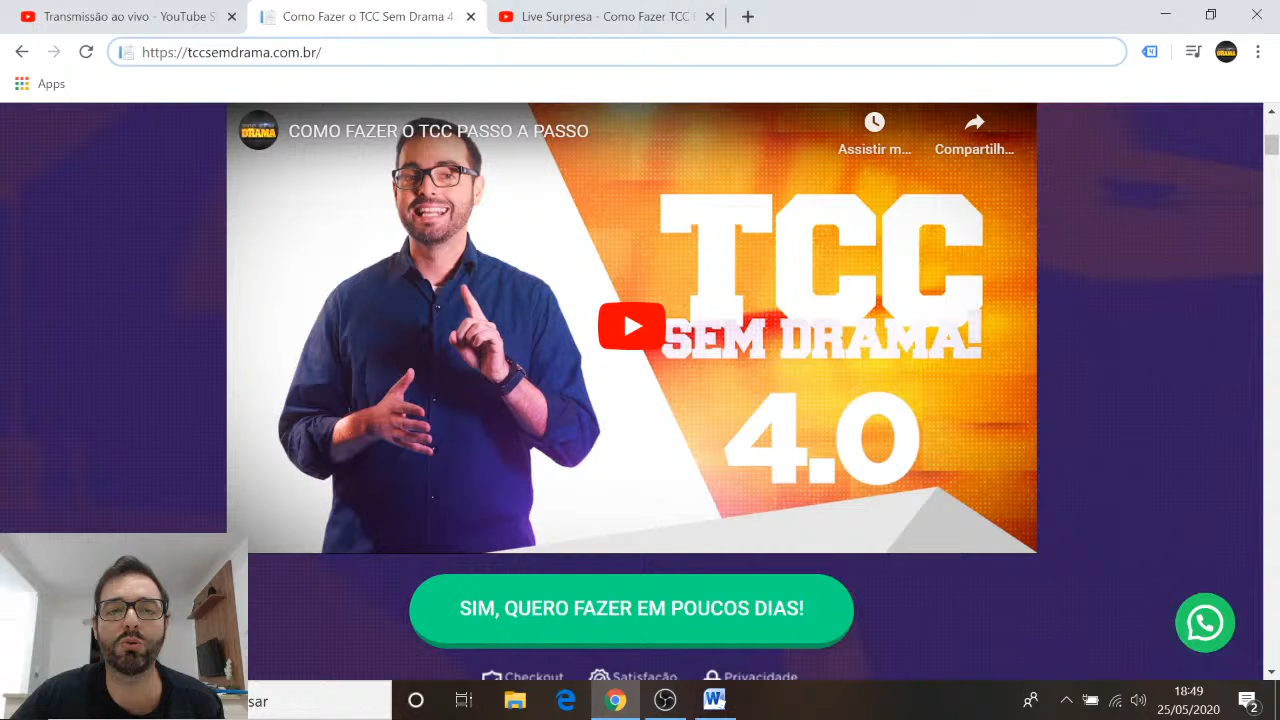 Transmissão ao vivo - YouTube S
Como Fazer o TCC Sem Drama 4.
Live Surpresa - Como Fazer TCC F
https://tccsemdrama.com.br/
Apps
DRAMA
COMO FAZER O TCC PASSO A PASSO
Assistir m...
Compartilh...
TCC
SEM DRAMA!
4.0
SIM, QUERO FAZER EM POUCOS DIAS!
Checkout
Satisfação
Privacidade
sar
18:49
25/05/2020
2